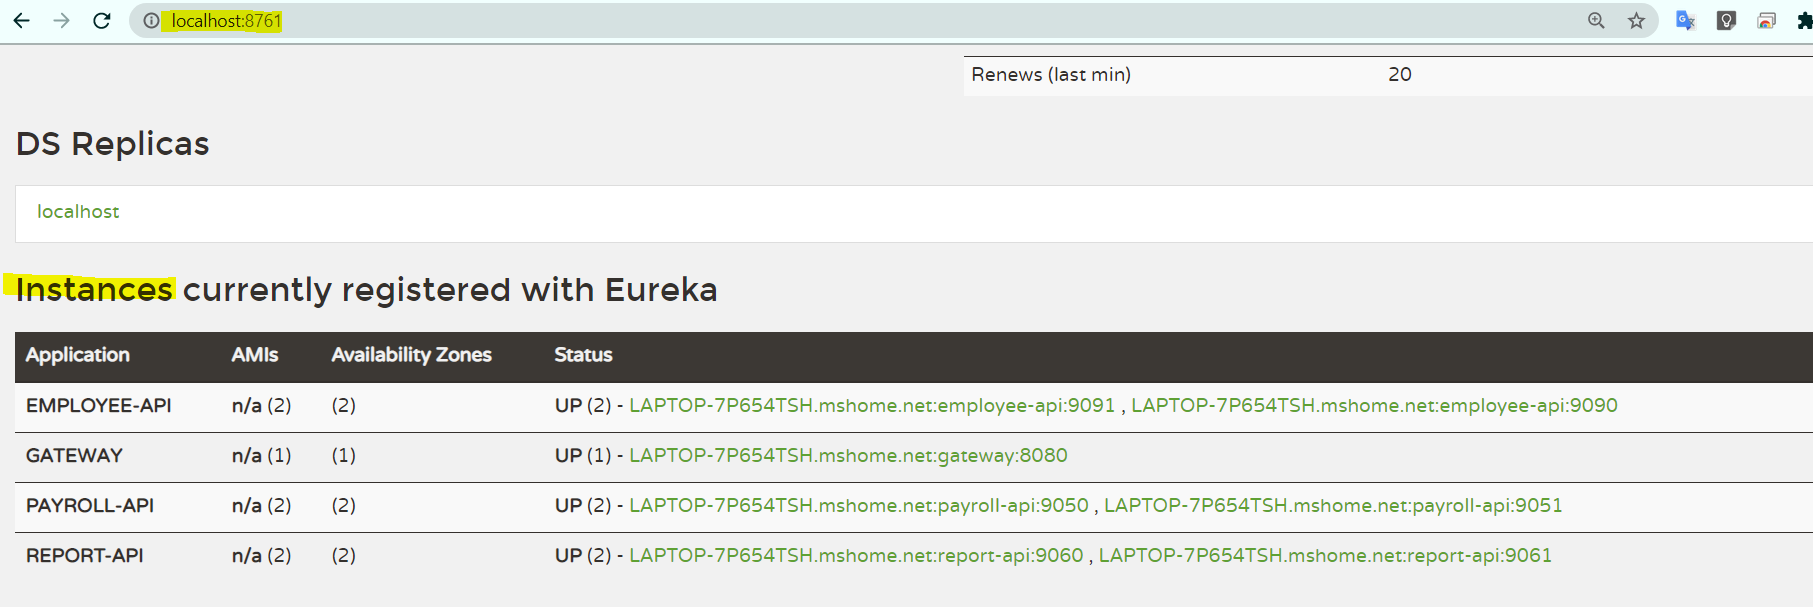 localhost:8761
Renews (last min) 20
DS Replicas
localhost
Instances currently registered with Eureka
Application AMIs Availability Zones Status
EMPLOYEE-API n/a (2) (2) UP (2) - LAPTOP-7P654TSH.mshome.net:employee-api:9091 , LAPTOP-7P654TSH.mshome.net:employee-api:9090
GATEWAY n/a (1) (1) UP (1) - LAPTOP-7P654TSH.mshome.net:gateway:8080
PAYROLL-API n/a (2) (2) UP (2) - LAPTOP-7P654TSH.mshome.net:payroll-api:9050 , LAPTOP-7P654TSH.mshome.net:payroll-api:9051
REPORT-API n/a (2) (2) UP (2) - LAPTOP-7P654TSH.mshome.net:report-api:9060 , LAPTOP-7P654TSH.mshome.net:report-api:9061